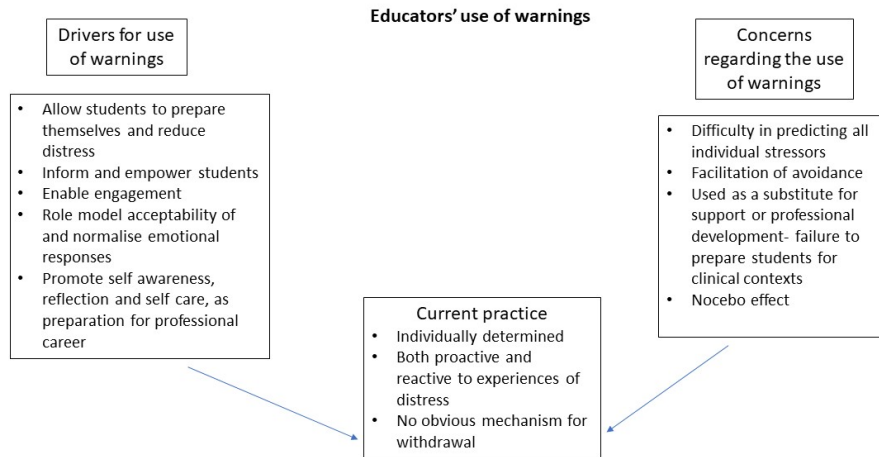 Educators' use of warnings
Drivers for use
of warnings
• Allow students to prepare
themselves and reduce
distress
• Inform and empower students
• Enable engagement
• Role model acceptability of
and normalise emotional
responses
• Promote self awareness,
reflection and self care, as
preparation for professional
career
Current practice
• Individually determined
• Both proactive and
reactive to experiences of
distress
• No obvious mechanism for
withdrawal
Concerns
regarding the use
of warnings
• Difficulty in predicting all
individual stressors
• Facilitation of avoidance
• Used as a substitute for
support or professional
development- failure to
prepare students for
clinical contexts
• Nocebo effect